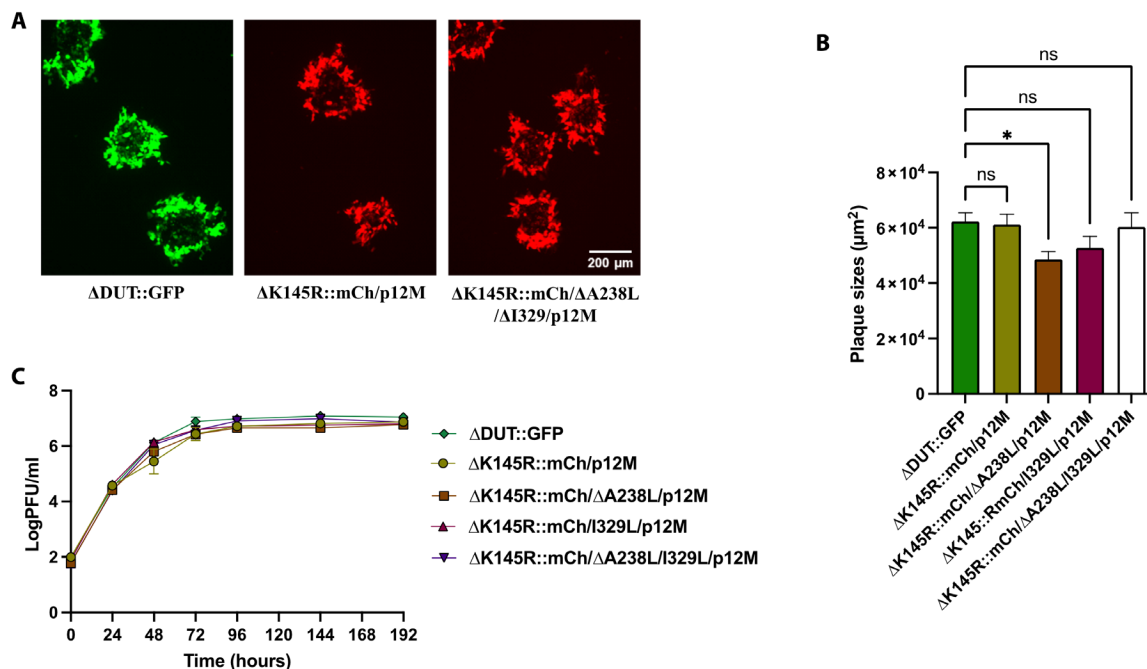 A
200 µm
ΔDUT::GFP
ΔK145R::mCh/p12M
ΔK145R::mCh/ΔA238L
/ΔI329/p12M
B
ns
ns
*
ns
Plaque sizes (µm²)
8×10⁴
6×10⁴
4×10⁴
2×10⁴
0
ΔDUT::GFP
ΔK145R::mCh/p12M
ΔK145R::mCh/ΔA238L/p12M
ΔK145::RmCh/I329L/p12M
ΔK145R::mCh/ΔA238L/I329L/p12M
C
LogPFU/ml
8
6
4
2
0
0 24 48 72 96 120 144 168 192
Time (hours)
ΔDUT::GFP
ΔK145R::mCh/p12M
ΔK145R::mCh/ΔA238L/p12M
ΔK145R::mCh/I329L/p12M
ΔK145R::mCh/ΔA238L/I329L/p12M